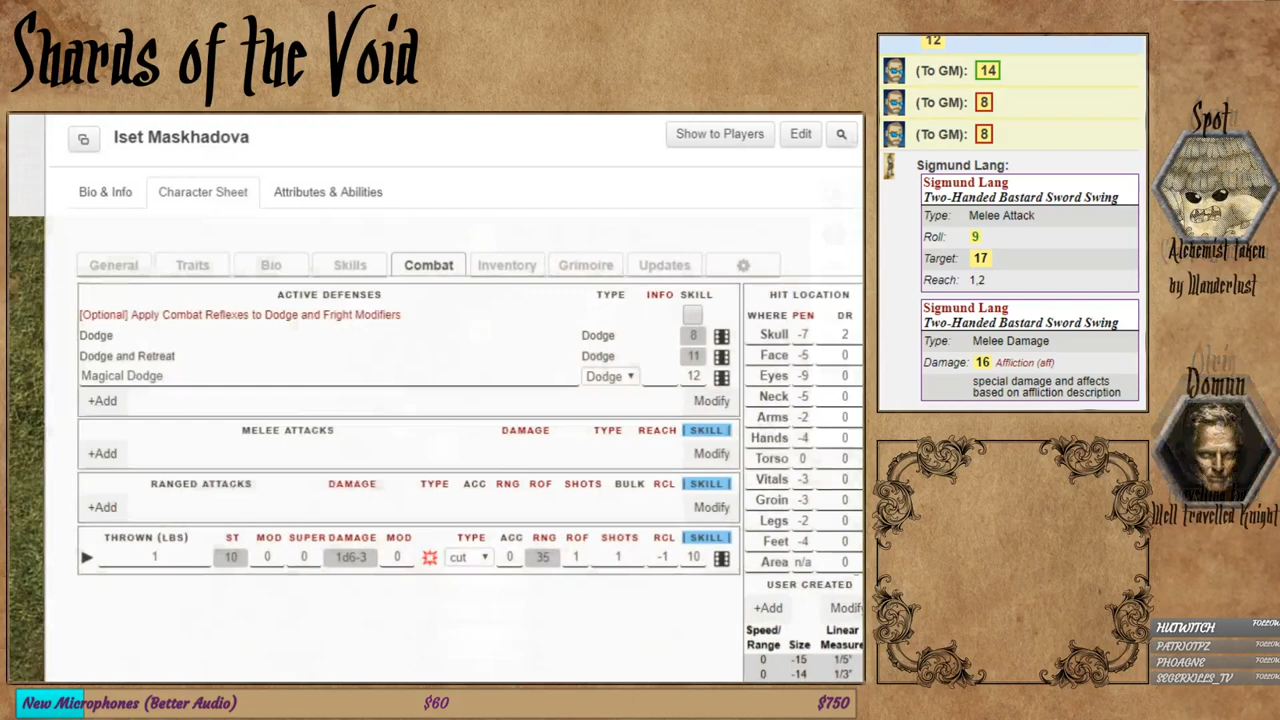 Shards of the Void
Iset Maskhadova
Show to Players
Edit
Bio & Info
Character Sheet
Attributes & Abilities
General
Traits
Bio
Skills
Combat
Inventory
Grimoire
Updates
ACTIVE DEFENSES TYPE INFO SKILL
[Optional] Apply Combat Reflexes to Dodge and Fright Modifiers
Dodge Dodge 8
Dodge and Retreat Dodge 11
Magical Dodge Dodge 12
+Add Modify
MELEE ATTACKS DAMAGE TYPE REACH SKILL
+Add Modify
RANGED ATTACKS DAMAGE TYPE ACC RNG ROF SHOTS BULK RCL SKILL
+Add Modify
THROWN (LBS) ST MOD SUPER DAMAGE MOD TYPE ACC RNG ROF SHOTS RCL SKILL
1 10 0 0 1d6-3 0 cut 0 35 1 1 -1 10
HIT LOCATION
WHERE PEN DR
Skull -7 2
Face -5 0
Eyes -9 0
Neck -5 0
Arms -2 0
Hands -4 0
Torso 0 0
Vitals -3 0
Groin -3 0
Legs -2 0
Feet -4 0
Area n/a 0
USER CREATED
+Add Modify
Speed/ Linear
Range Size Measure
0 -15 1/5"
0 -14 1/3"
12
(To GM): 14
(To GM): 8
(To GM): 8
Sigmund Lang:
Sigmund Lang
Two-Handed Bastard Sword Swing
Type: Melee Attack
Roll: 9
Target: 17
Reach: 1,2
Sigmund Lang
Two-Handed Bastard Sword Swing
Type: Melee Damage
Damage: 16 Affliction (aff)
special damage and affects
based on affliction description
Spot
Alchemist Taken
by Wanderlust
Domun
Well Travelled Knight
HUTWITCH
PATRIOTPZ
PHOAGNE
SEGERKILLS_TV
New Microphones (Better Audio) $60 $750